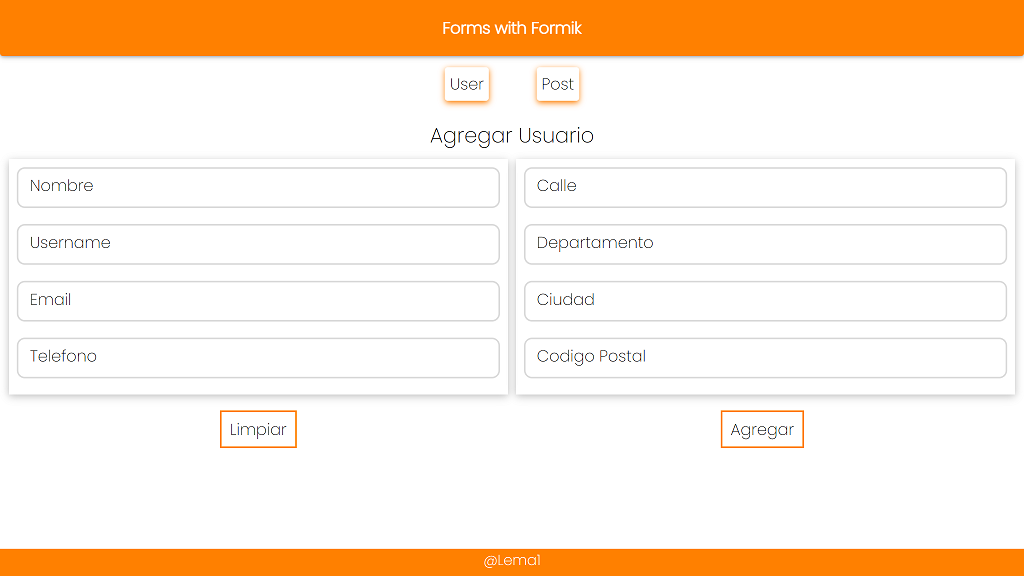 Forms with Formik
User Post
Agregar Usuario
Nombre
Username
Email
Telefono
Calle
Departamento
Ciudad
Codigo Postal
Limpiar
Agregar
@Lema1